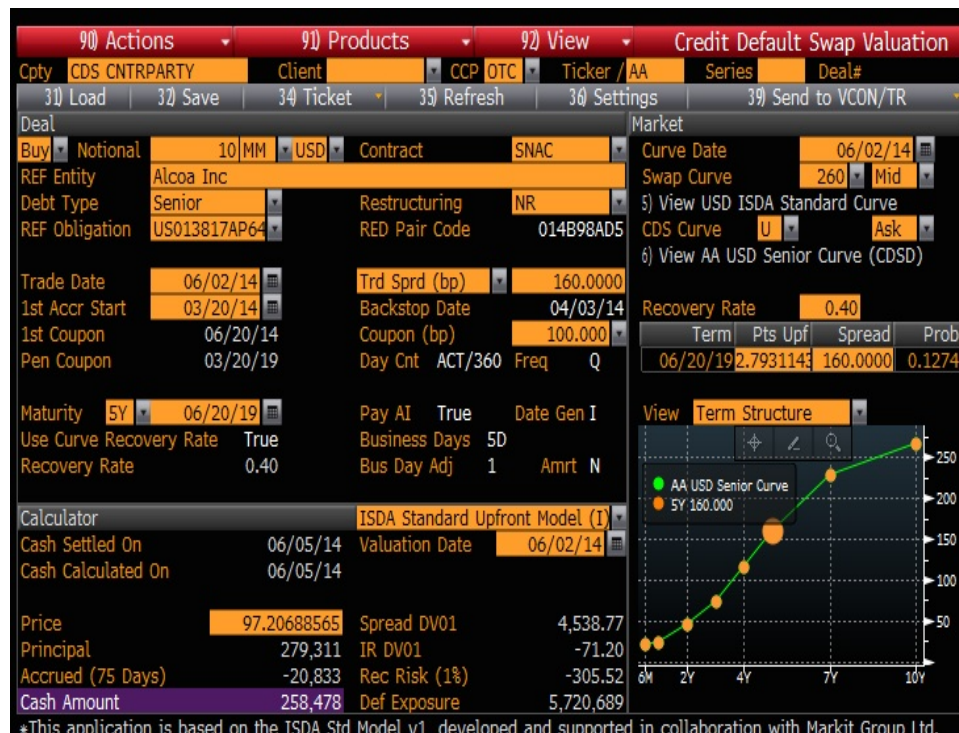 90) Actions 91) Products 92) View Credit Default Swap Valuation
Cpty CDS CNTRPARTY Client CCP OTC Ticker / AA Series Deal#
31) Load 32) Save 34) Ticket 35) Refresh 36) Settings 39) Send to VCON/TR
Deal Market
Buy Notional 10 MM USD Contract SNAC Curve Date 06/02/14
REF Entity Alcoa Inc Swap Curve 260 Mid
Debt Type Senior Restructuring NR 5) View USD ISDA Standard Curve
REF Obligation US013817AP64 RED Pair Code 014B98AD5 CDS Curve U Ask
6) View AA USD Senior Curve (CDSD)
Trade Date 06/02/14 Trd Sprd (bp) 160.0000
1st Accr Start 03/20/14 Backstop Date 04/03/14 Recovery Rate 0.40
1st Coupon 06/20/14 Coupon (bp) 100.000 Term Pts Upf Spread Prob
Pen Coupon 03/20/19 Day Cnt ACT/360 Freq Q 06/20/19 2.7931143 160.0000 0.1274
Maturity 5Y 06/20/19 Pay AI True Date Gen I View Term Structure
Use Curve Recovery Rate True Business Days 5D
Recovery Rate 0.40 Bus Day Adj 1 Amrt N
250
AA USD Senior Curve
5Y 160.000
200
Calculator ISDA Standard Upfront Model (I)
Cash Settled On 06/05/14 Valuation Date 06/02/14 150
Cash Calculated On 06/05/14
100
Price 97.20688565 Spread DV01 4,538.77 50
Principal 279,311 IR DV01 -71.20
Accrued (75 Days) -20,833 Rec Risk (1%) -305.52 6M 2Y 4Y 7Y 10Y
Cash Amount 258,478 Def Exposure 5,720,689
*This application is based on the ISDA Std Model v1, developed and supported in collaboration with Markit Group Ltd.